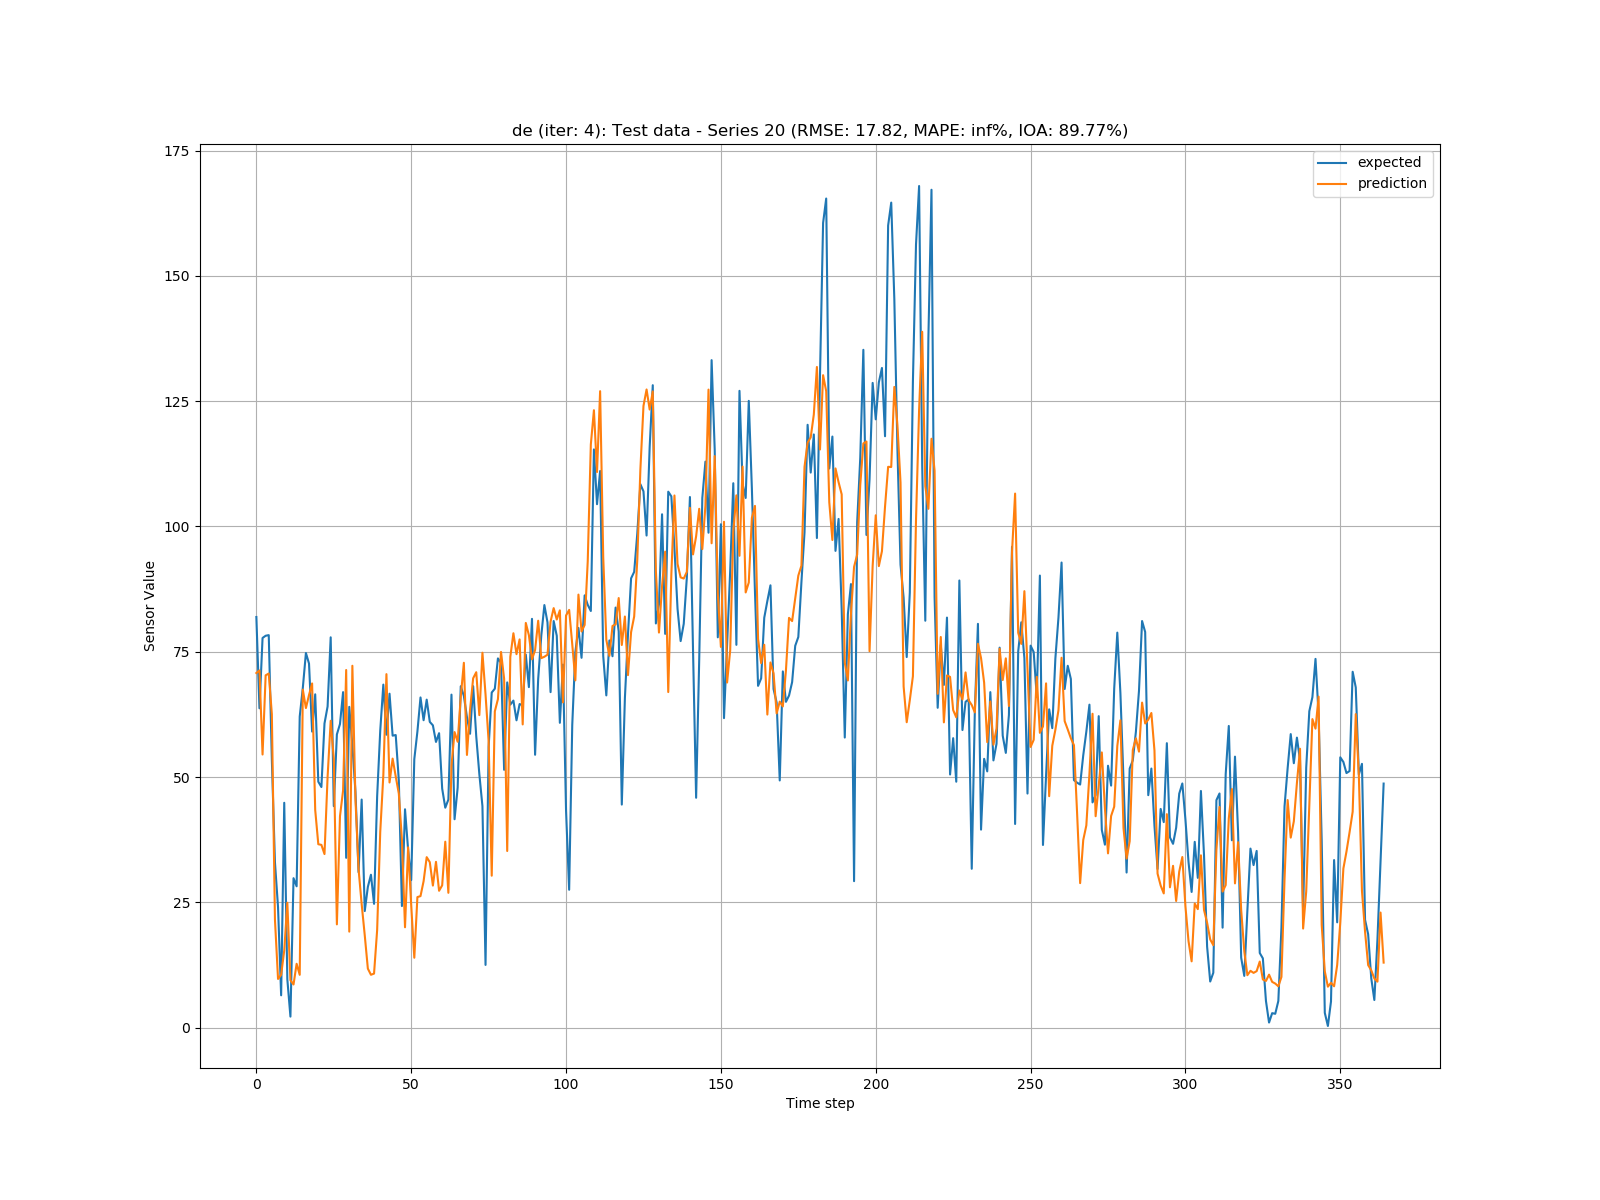 de (iter: 4): Test data - Series 20 (RMSE: 17.82, MAPE: inf%, IOA: 89.77%)
175
150
125
100
75
50
25
0
Sensor Value
expected
prediction
0 50 100 150 200 250 300 350
Time step